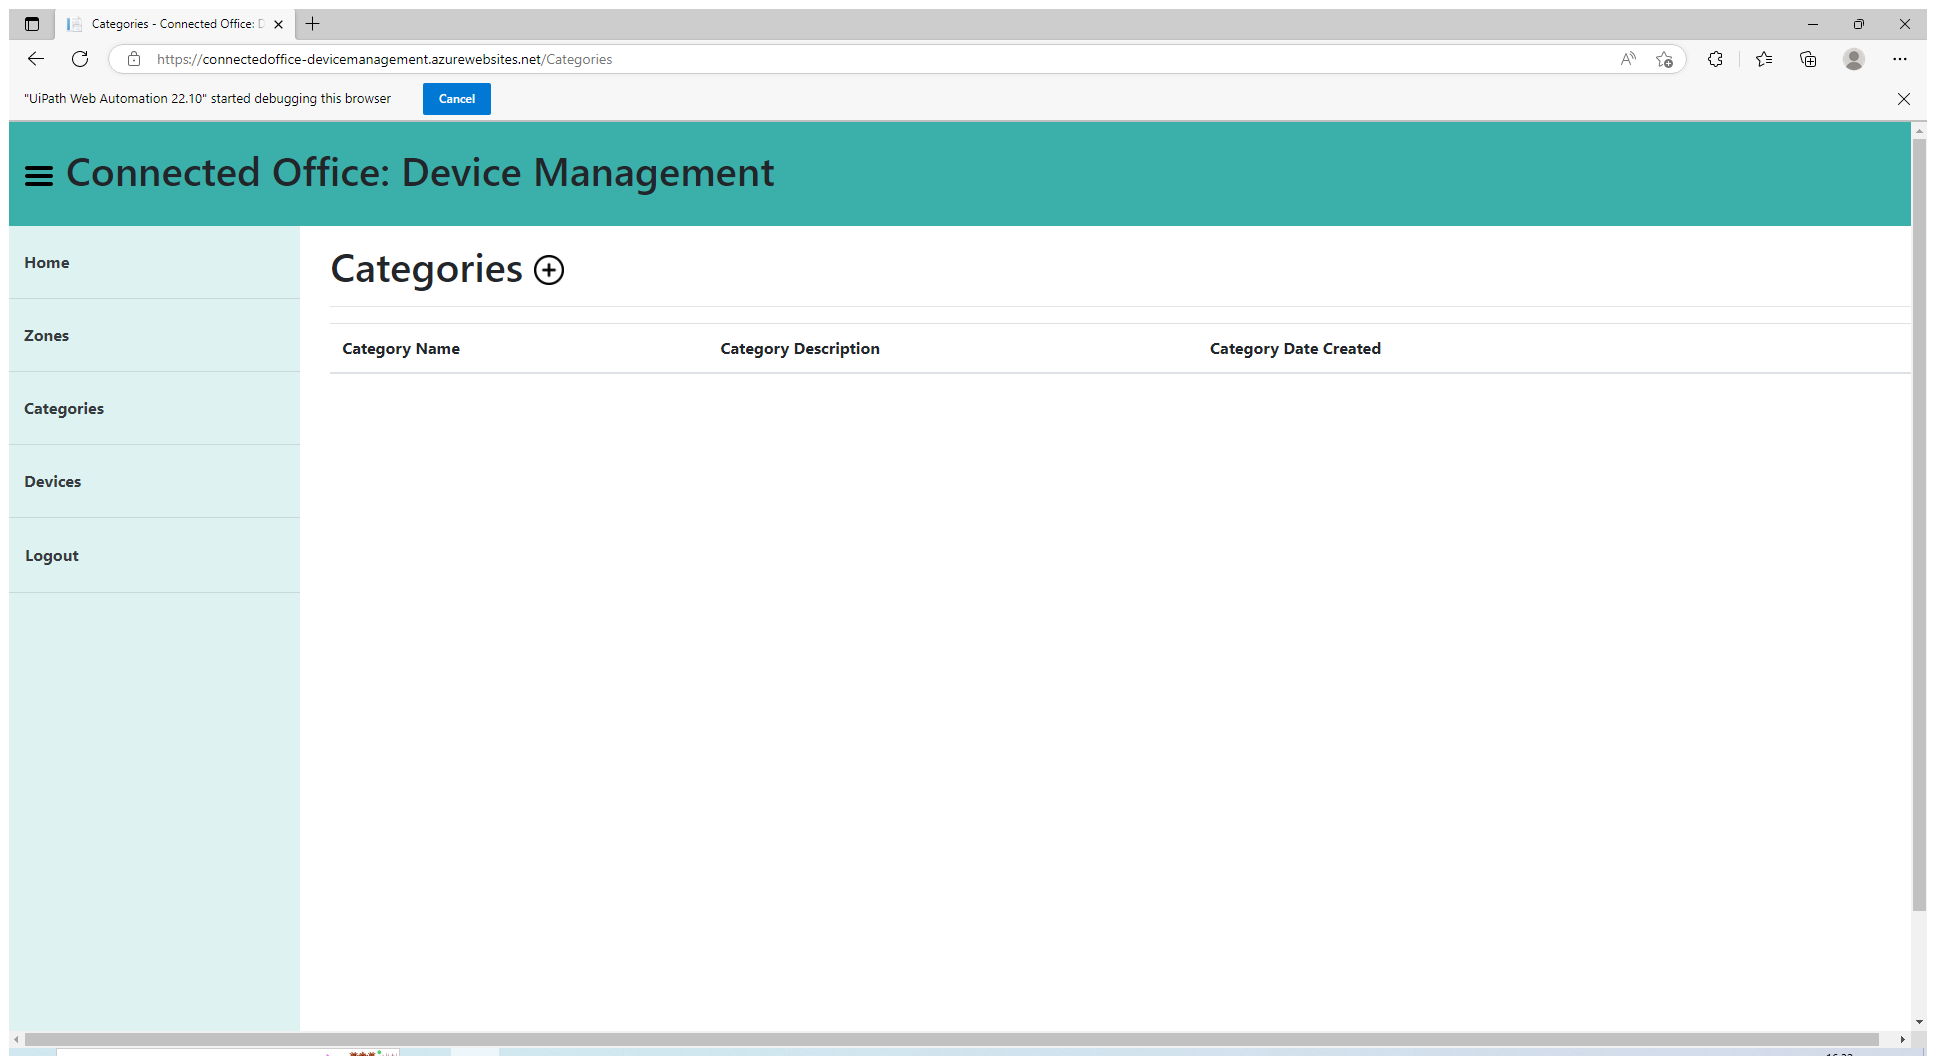 Categories - Connected Office: D
https://connectedoffice-devicemanagement.azurewebsites.net/Categories
"UiPath Web Automation 22.10" started debugging this browser
Cancel
Connected Office: Device Management
Home
Zones
Categories
Devices
Logout
Categories
Category Name
Category Description
Category Date Created